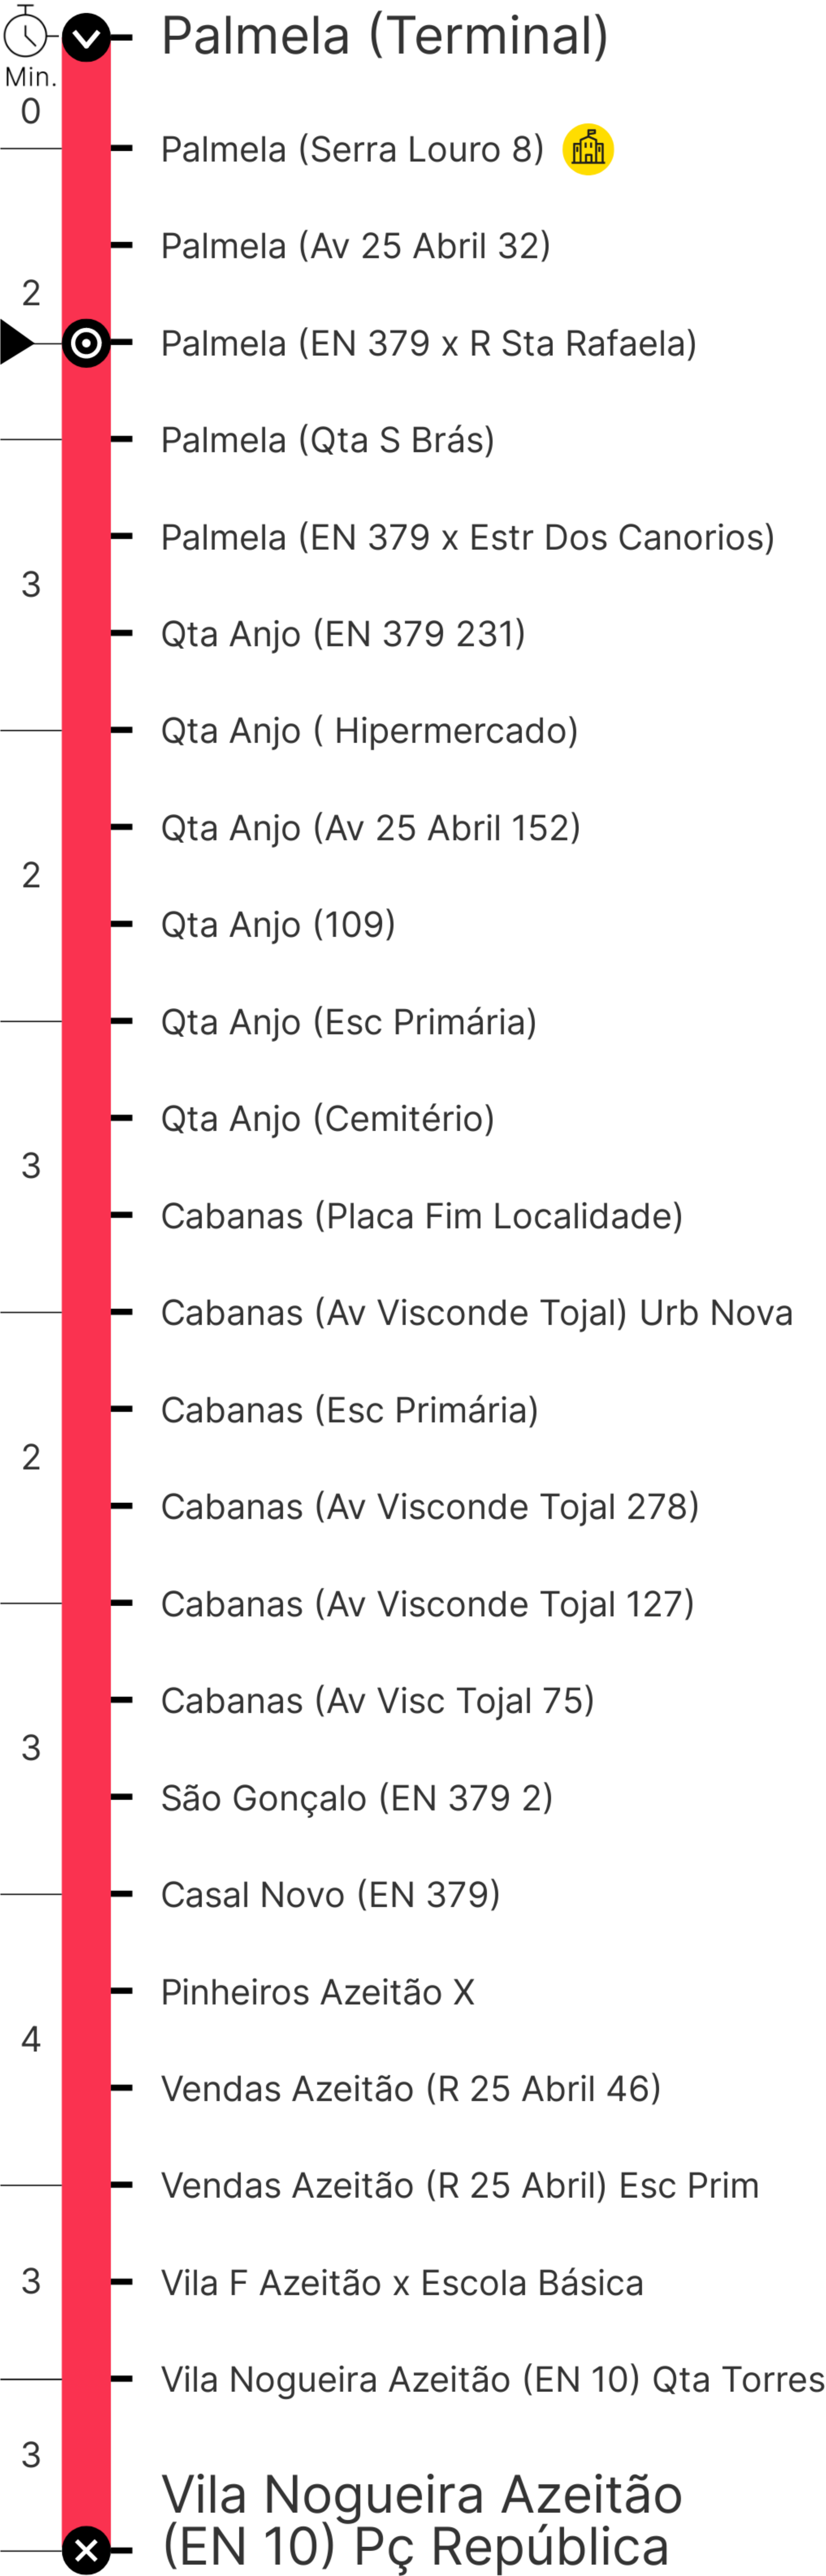 Palmela (Terminal)
Min.
0
Palmela (Serra Louro 8)
Palmela (Av 25 Abril 32)
2
Palmela (EN 379 x R Sta Rafaela)
Palmela (Qta S Brás)
Palmela (EN 379 x Estr Dos Canorios)
3
Qta Anjo (EN 379 231)
Qta Anjo ( Hipermercado)
Qta Anjo (Av 25 Abril 152)
2
Qta Anjo (109)
Qta Anjo (Esc Primária)
Qta Anjo (Cemitério)
3
Cabanas (Placa Fim Localidade)
Cabanas (Av Visconde Tojal) Urb Nova
Cabanas (Esc Primária)
2
Cabanas (Av Visconde Tojal 278)
Cabanas (Av Visconde Tojal 127)
Cabanas (Av Visc Tojal 75)
3
São Gonçalo (EN 379 2)
Casal Novo (EN 379)
Pinheiros Azeitão X
4
Vendas Azeitão (R 25 Abril 46)
Vendas Azeitão (R 25 Abril) Esc Prim
3
Vila F Azeitão x Escola Básica
Vila Nogueira Azeitão (EN 10) Qta Torres
3
Vila Nogueira Azeitão
(EN 10) Pç República